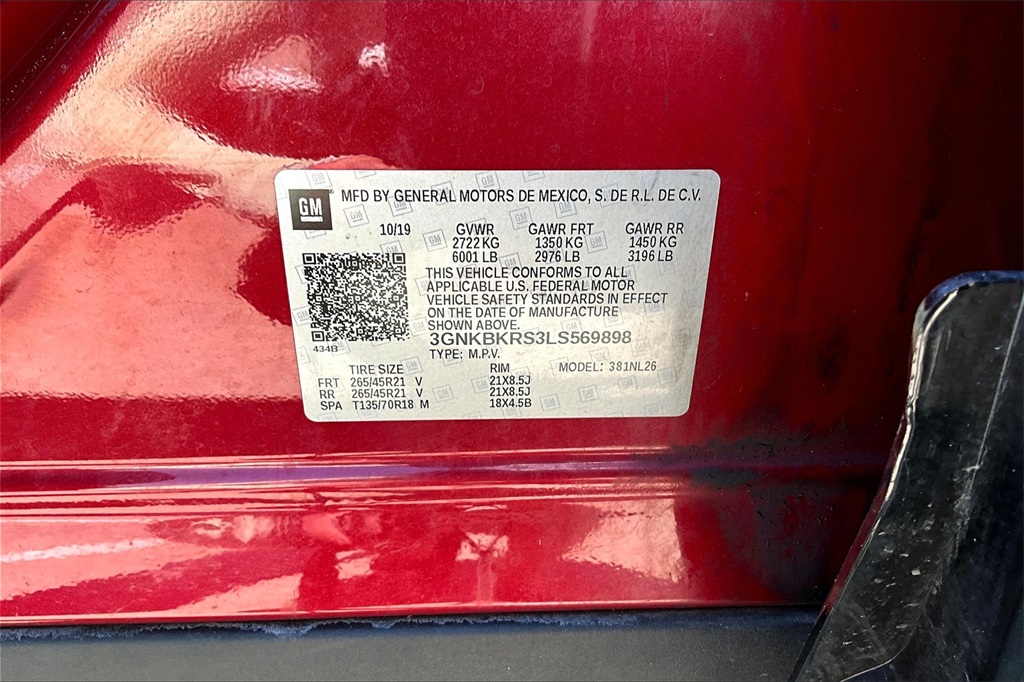 GM
MFD BY GENERAL MOTORS DE MEXICO, S. DE R.L. DE C.V.
10/19 GVWR GAWR FRT GAWR RR
2722 KG 1350 KG 1450 KG
6001 LB 2976 LB 3196 LB
THIS VEHICLE CONFORMS TO ALL
APPLICABLE U.S. FEDERAL MOTOR
VEHICLE SAFETY STANDARDS IN EFFECT
ON THE DATE OF MANUFACTURE
SHOWN ABOVE.
434B
3GNKBKRS3LS569898
TYPE: M.P.V. MODEL: 381NL26
TIRE SIZE RIM
FRT 265/45R21 V 21X8.5J
RR 265/45R21 V 21X8.5J
SPA T135/70R18 M 18X4.5B